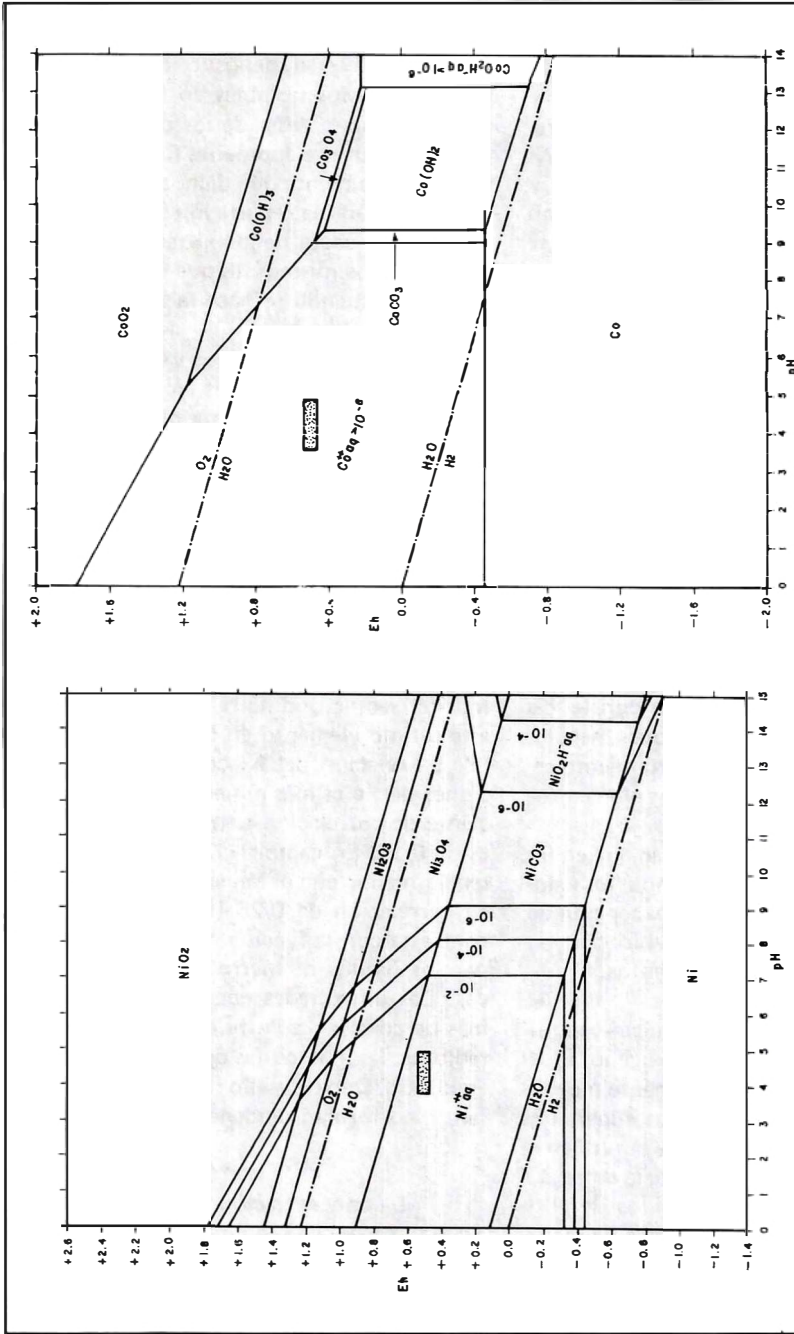 +2.6
+2.2
+2.0
+1.8
+1.6
+1.4
+1.2
+1.0
+0.8
+0.6
+0.4
+0.2
0.0
-0.2
-0.4
-0.6
-0.8
-1.0
-1.4
Eh
NiO2
Ni2O3
Ni3O4
O2
H2O
Ni++aq
10-2
10-4
10-6
NiCO3
10-6
10-4
NiO2H-aq
H2O
H2
Ni
0 1 2 3 4 5 6 7 8 9 10 11 12 13 14 15
pH
+2.0
+1.6
+1.2
+0.8
+0.4
0.0
-0.4
-0.8
-1.2
-1.6
-2.0
Eh
CoO2
Co(OH)3
Co3O4
O2
H2O
Co++aq >10-6
Co(OH)2
CoO2H-aq >10-6
CoCO3
H2O
H2
Co
0 1 2 3 4 5 6 7 8 9 10 11 12 13 14
pH